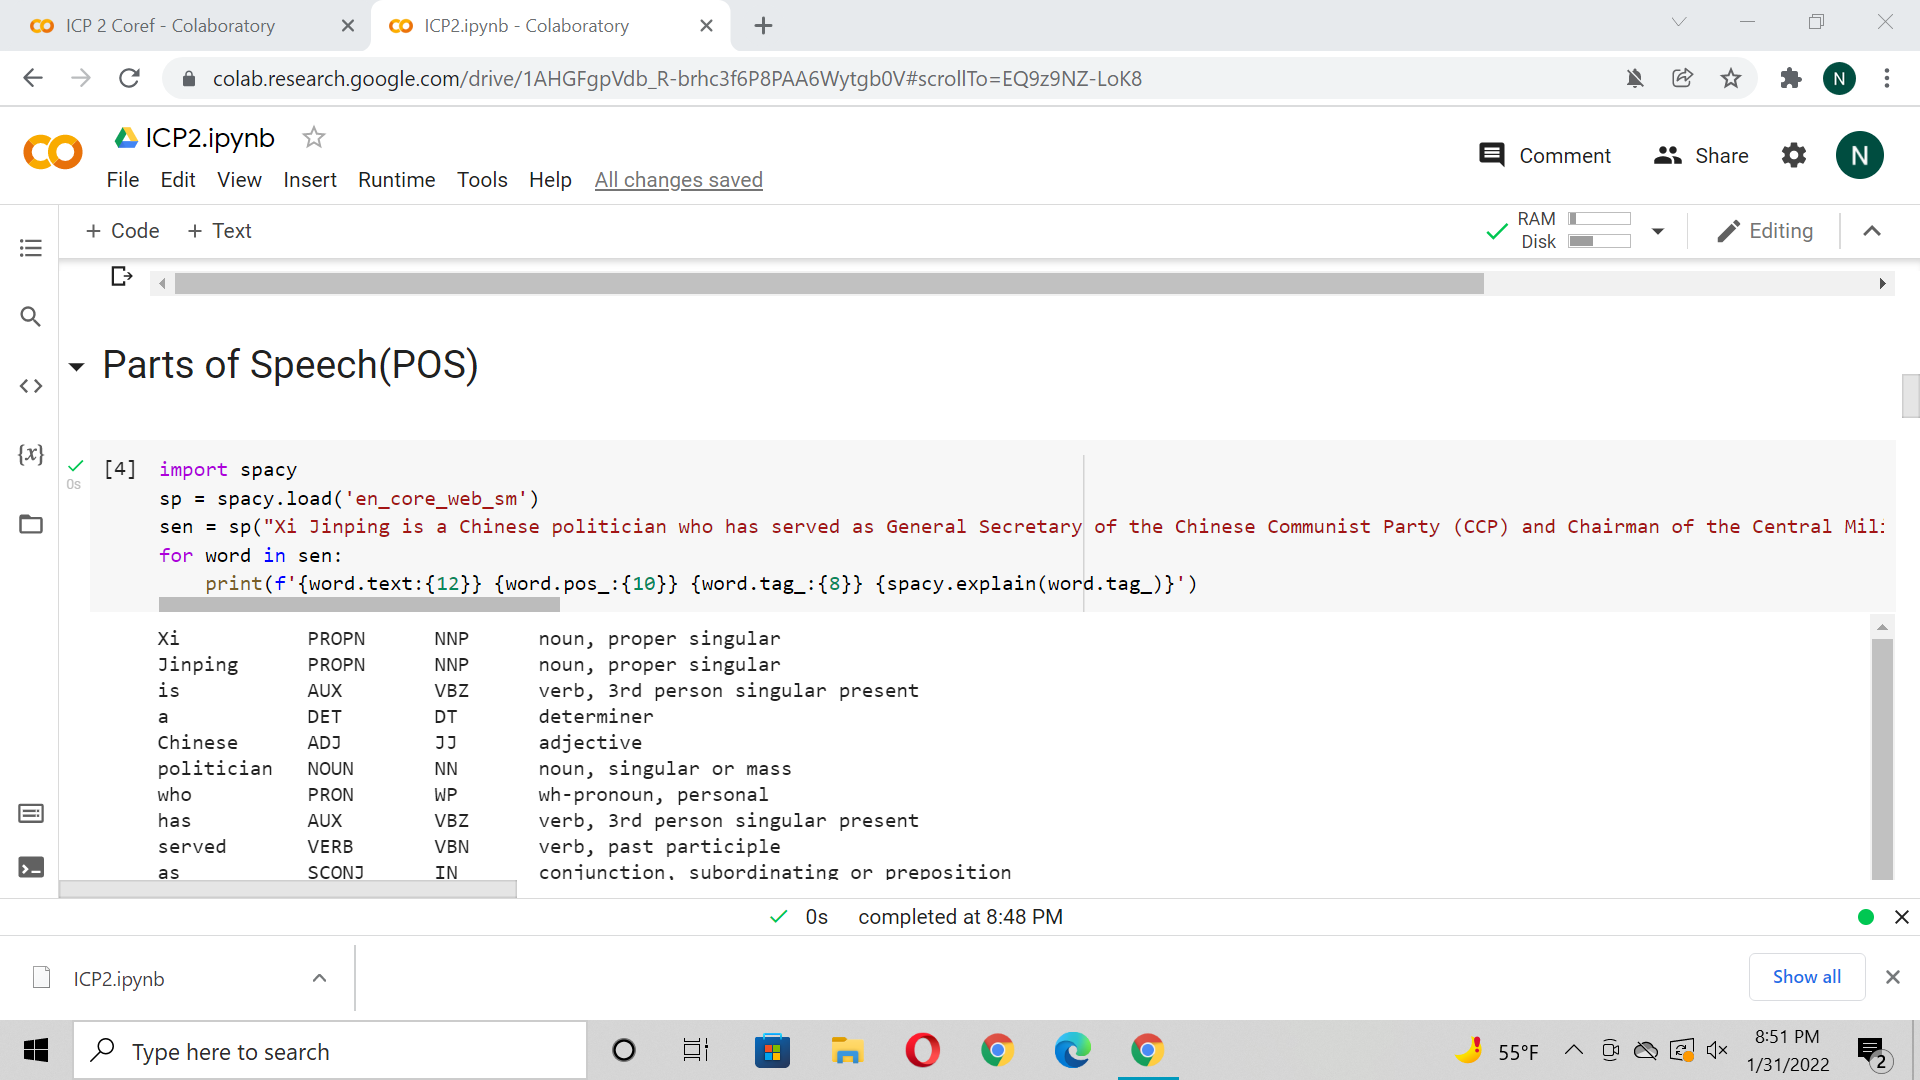 ICP 2 Coref - Colaboratory
ICP2.ipynb - Colaboratory
colab.research.google.com/drive/1AHGFgpVdb_R-brhc3f6P8PAA6Wytgb0V#scrollTo=EQ9z9NZ-LoK8
N
ICP2.ipynb
File Edit View Insert Runtime Tools Help All changes saved
Comment
Share
N
+ Code + Text
RAM
Disk
Editing
Parts of Speech(POS)
[4] import spacy
0s
sp = spacy.load('en_core_web_sm')
sen = sp("Xi Jinping is a Chinese politician who has served as General Secretary of the Chinese Communist Party (CCP) and Chairman of the Central Mili
for word in sen:
print(f'{word.text:{12}} {word.pos_:{10}} {word.tag_:{8}} {spacy.explain(word.tag_)}')
Xi PROPN NNP noun, proper singular
Jinping PROPN NNP noun, proper singular
is AUX VBZ verb, 3rd person singular present
a DET DT determiner
Chinese ADJ JJ adjective
politician NOUN NN noun, singular or mass
who PRON WP wh-pronoun, personal
has AUX VBZ verb, 3rd person singular present
served VERB VBN verb, past participle
as SCONJ IN conjunction, subordinating or preposition
0s completed at 8:48 PM
ICP2.ipynb
Show all
Type here to search
55°F
8:51 PM
1/31/2022
2